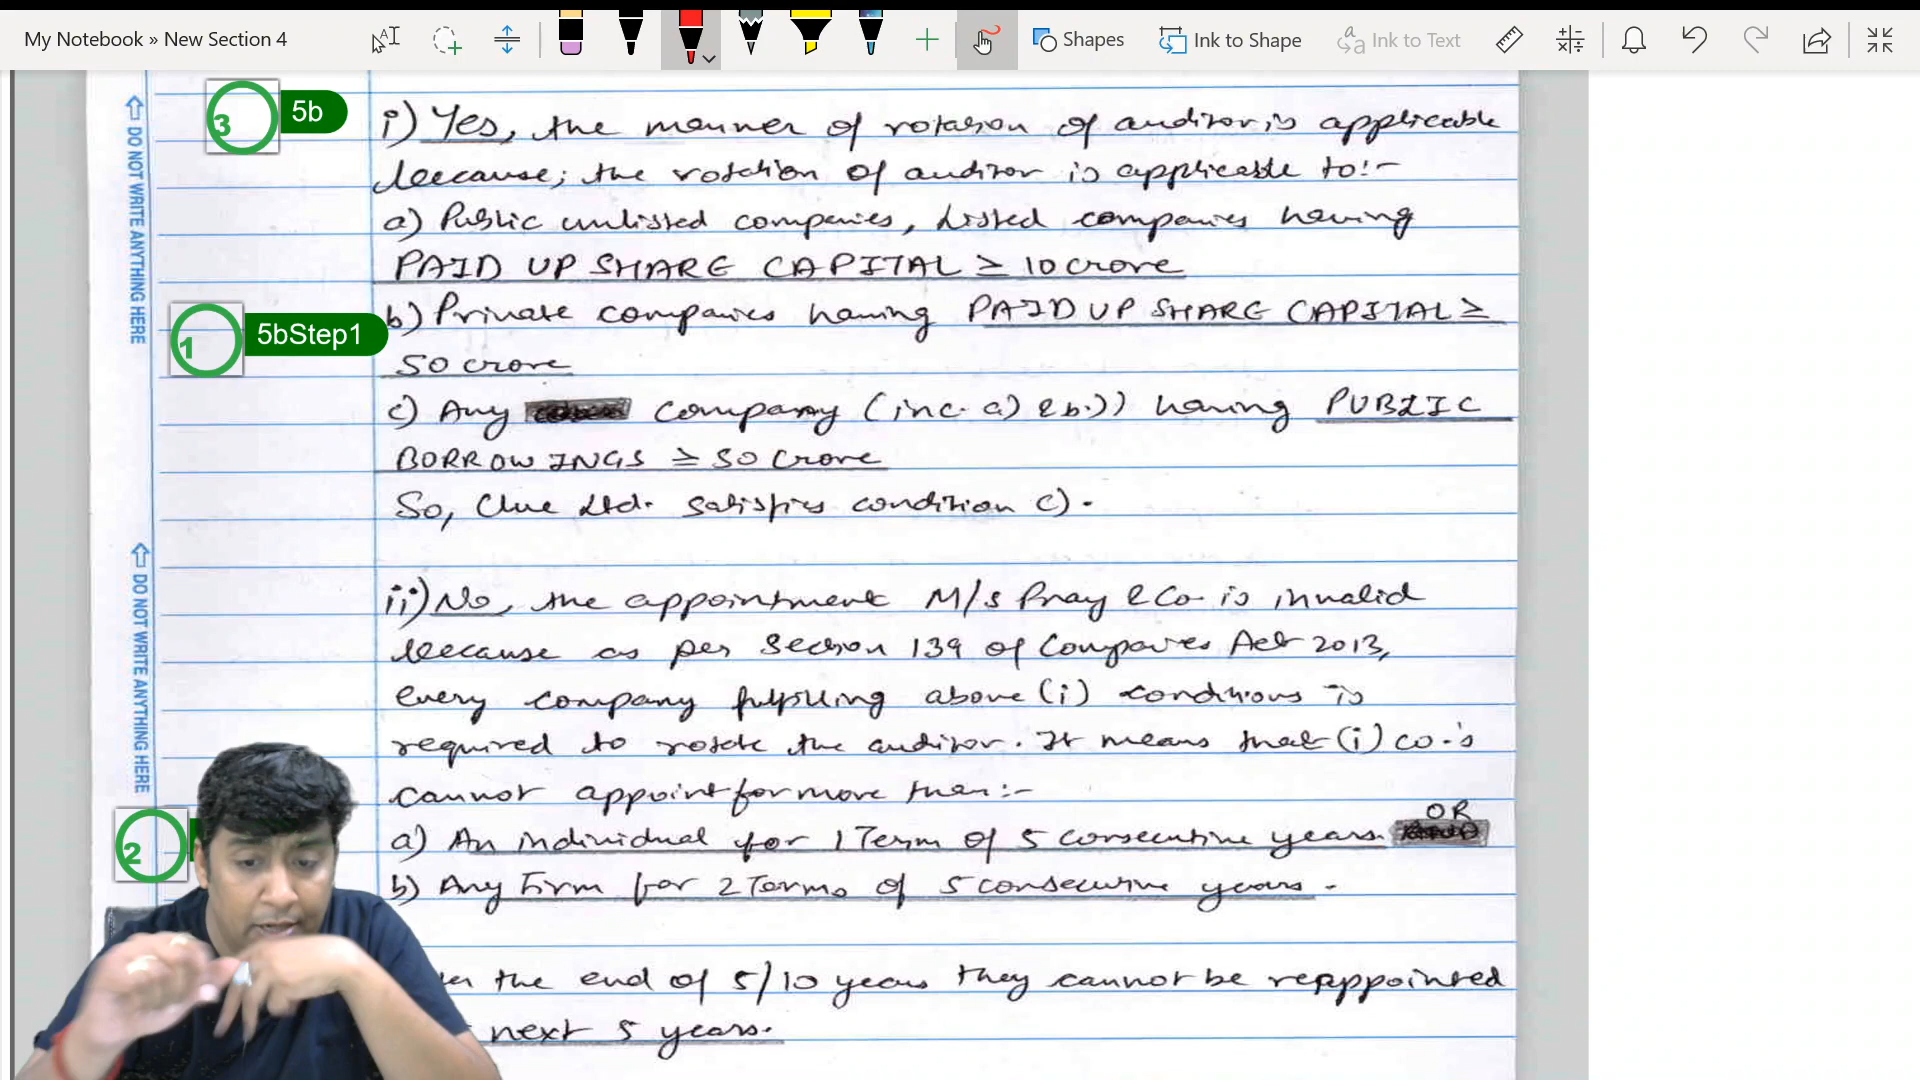 My Notebook » New Section 4
Shapes
Ink to Shape
Ink to Text
3 5b
i) Yes, the manner of rotation of auditor is applicable
because; the rotation of auditor is applicable to:-
a) Public unlisted companies, Listed companies having
PAID UP SHARE CAPITAL ≥ 10 crore
b) Private companies having PAID UP SHARE CAPITAL ≥
1 5bStep1
50 crore
c) Any company (inc. a) & b.)) having PUBLIC
BORROWINGS ≥ 50 crore
So, Clue Ltd. satisfies condition c).
ii) No, the appointment M/s Pray & Co. is invalid
because as per Section 139 of Companies Act 2013,
every company fulfilling above (i) conditions is
required to rotate the auditor. It means that (i) co.'s
cannot appoint for more than:-
OR
a) An individual for 1 Term of 5 consecutive years.
2
b) Any Firm for 2 Terms of 5 consecutive years.
the end of 5/10 years they cannot be reappointed
next 5 years.
DO NOT WRITE ANYTHING HERE
DO NOT WRITE ANYTHING HERE